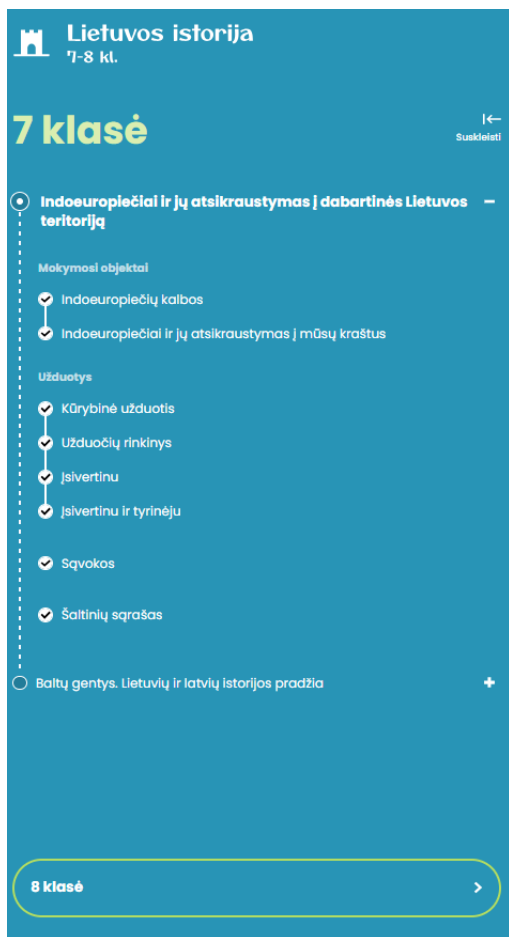 Lietuvos istorija
7-8 kl.
7 klasė
Suskleisti
Indoeuropiečiai ir jų atsikraustymas į dabartinės Lietuvos
teritoriją
Mokymosi objektai
Indoeuropiečių kalbos
Indoeuropiečiai ir jų atsikraustymas į mūsų kraštus
Užduotys
Kūrybinė užduotis
Užduočių rinkinys
Įsivertinu
Įsivertinu ir tyrinėju
Sąvokos
Šaltinių sąrašas
Baltų gentys. Lietuvių ir latvių istorijos pradžia
8 klasė